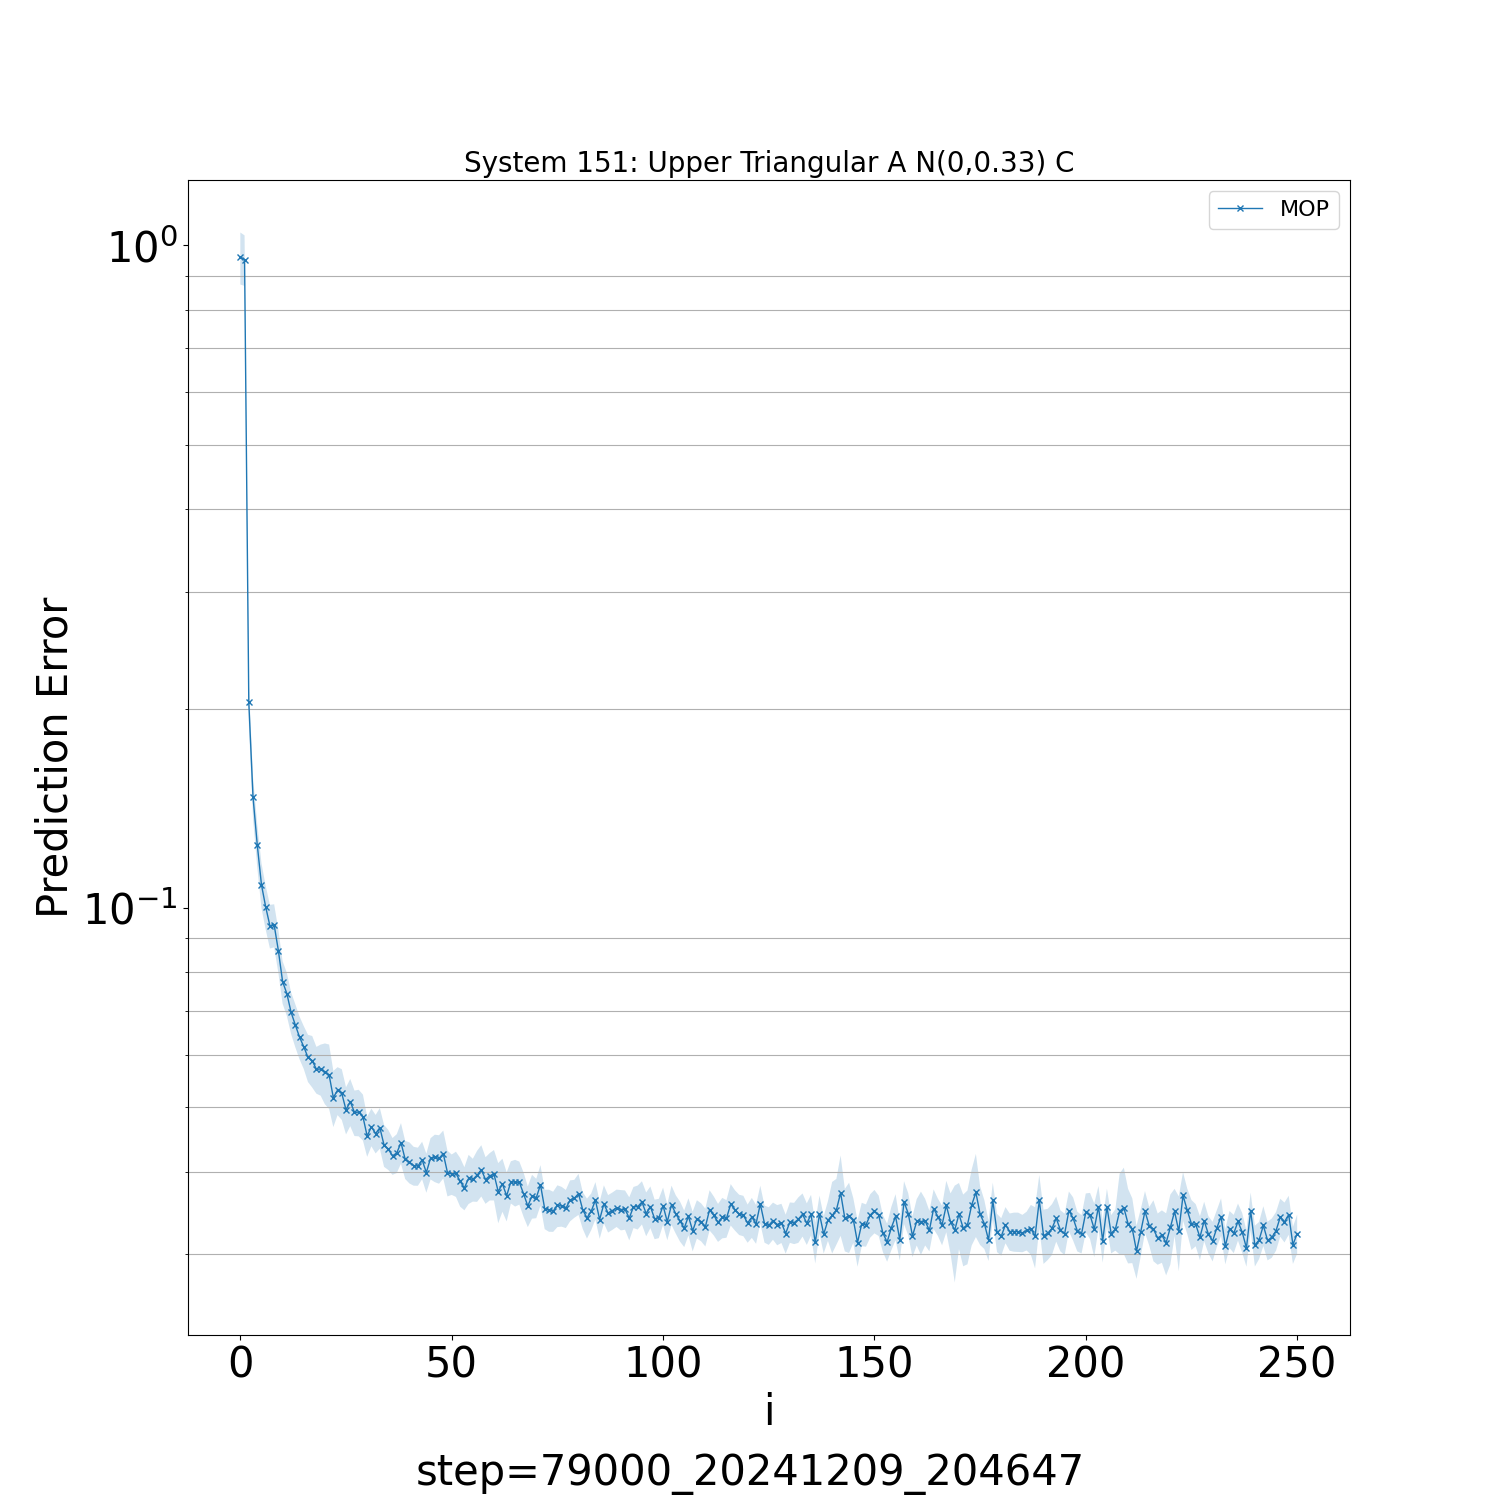 System 151: Upper Triangular A N(0,0.33) C
MOP
10⁰
10⁻¹
Prediction Error
0 50 100 150 200 250
i
step=79000_20241209_204647